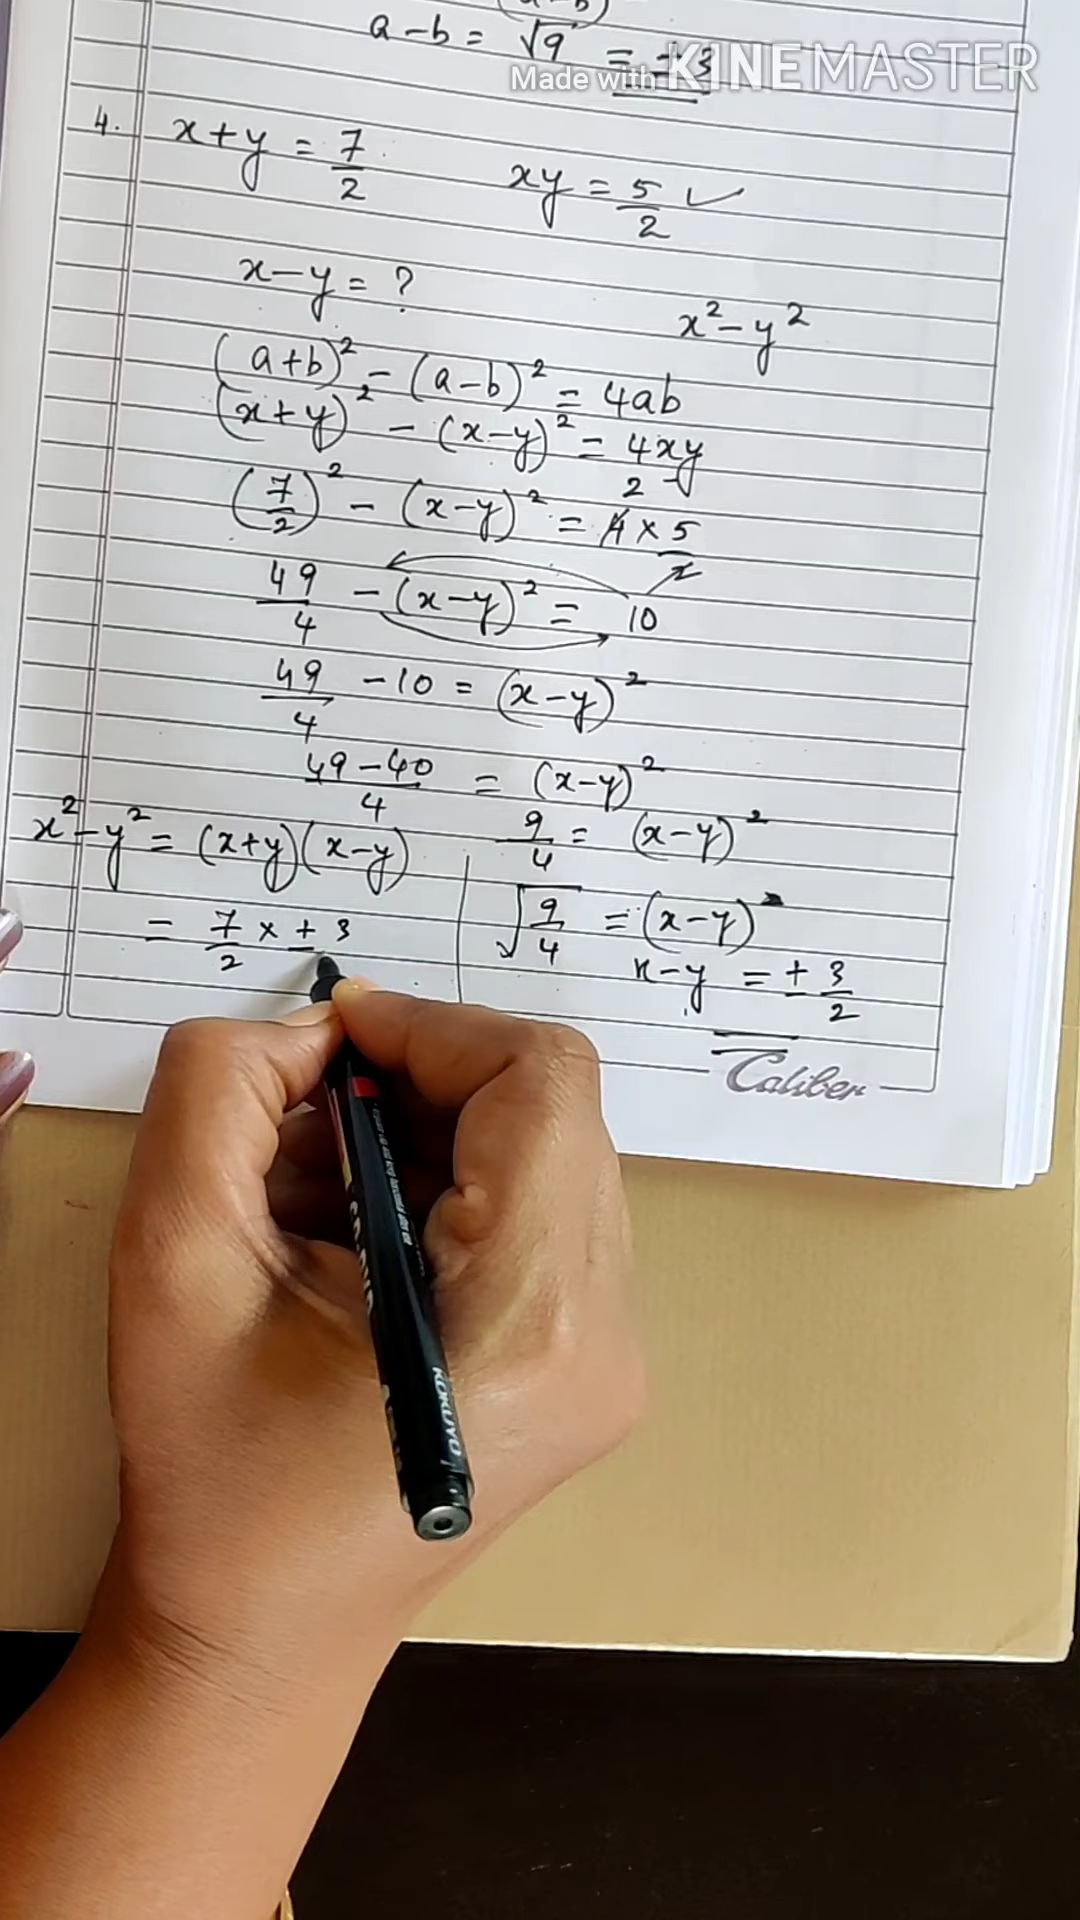 (a-b)
a-b = √9 = ±3
Made with KINEMASTER
4. x+y = 7/2 xy = 5/2 ✓
x-y = ?
x² - y²
(a+b)² - (a-b)² = 4ab
(x+y)² - (x-y)² = 4xy
(7/2)² - (x-y)² = 4 2 × 5/2
49/4 - (x-y)² = 10
49/4 - 10 = (x-y)²
49-40/4 = (x-y)²
x² - y² = (x+y)(x-y)
= 7/2 × ± 3
9/4 = (x-y)²
√9/4 = (x-y)
x-y = ± 3/2
Caliber
KOKUYO